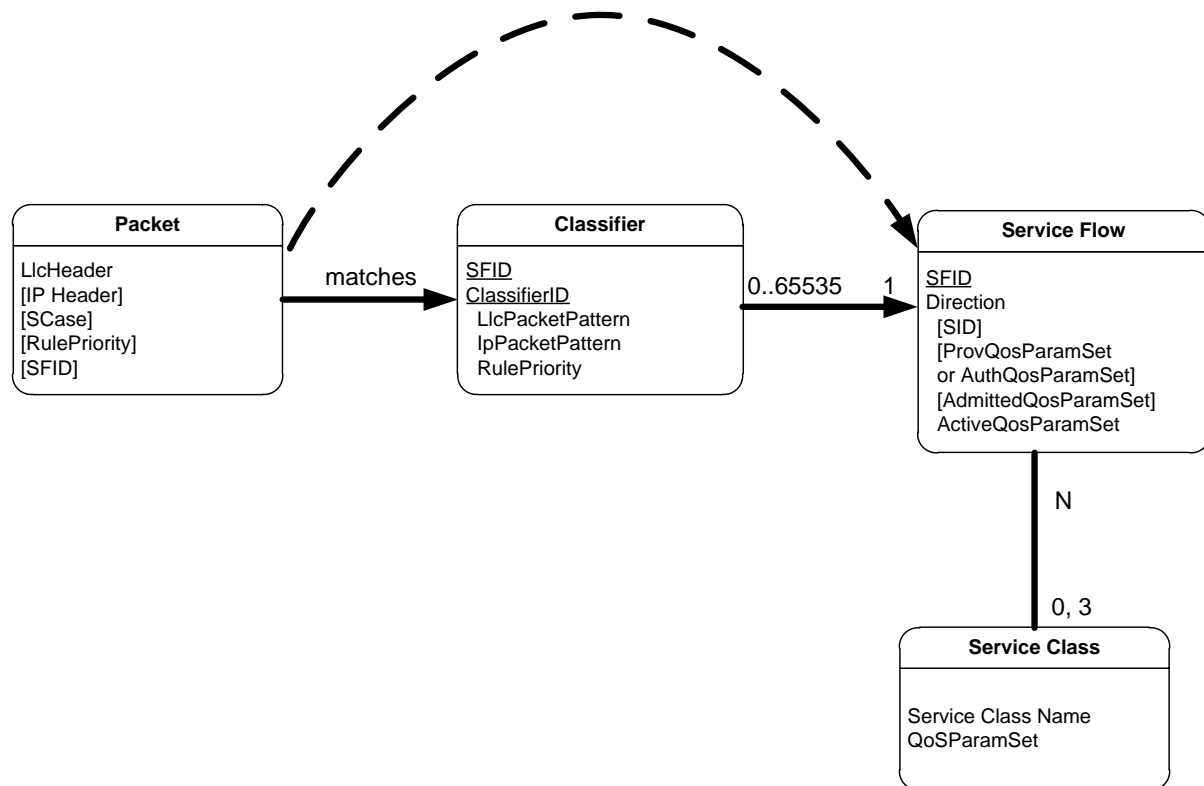 Packet
LlcHeader
[IP Header]
[SCase]
[RulePriority]
[SFID]
matches
Classifier
SFID
ClassifierID
LlcPacketPattern
IpPacketPattern
RulePriority
0..65535
1
Service Flow
SFID
Direction
[SID]
[ProvQosParamSet
or AuthQosParamSet]
[AdmittedQosParamSet]
ActiveQosParamSet
N
0, 3
Service Class
Service Class Name
QoSParamSet